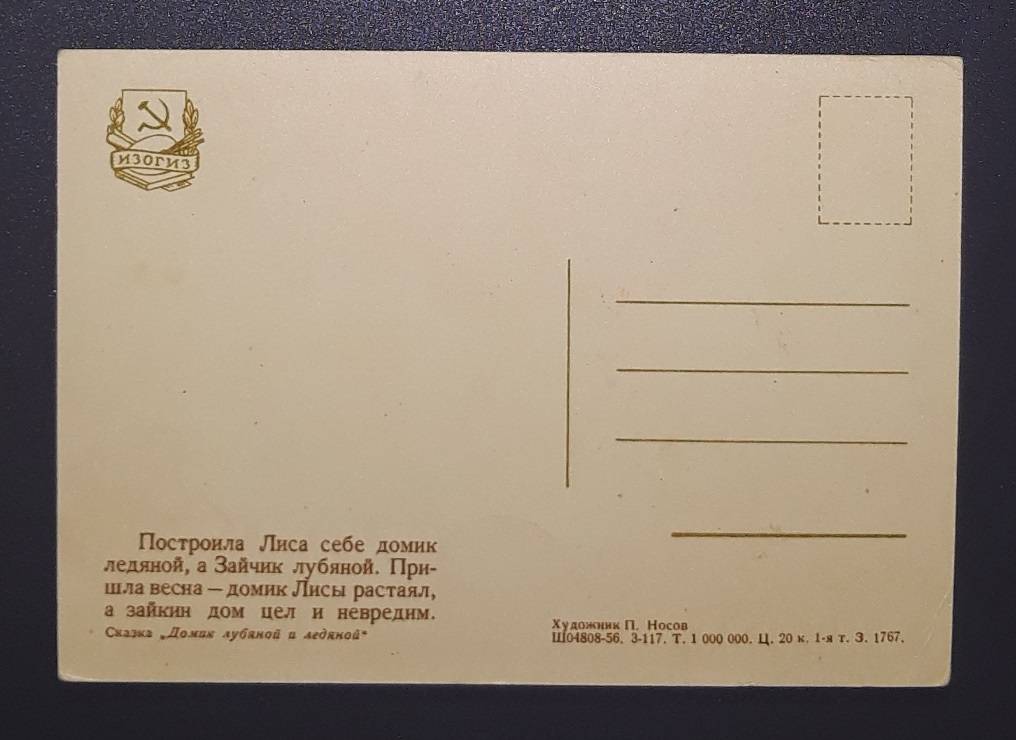 ИЗОГИЗ
Построила Лиса себе домик
ледяной, а Зайчик лубяной. При-
шла весна — домик Лисы растаял,
а зайкин дом цел и невредим.
Сказка „Домик лубяной и ледяной“
Художник П. Носов
Ш04808-56. 3-117. Т. 1 000 000. Ц. 20 к. 1-я т. З. 1767.